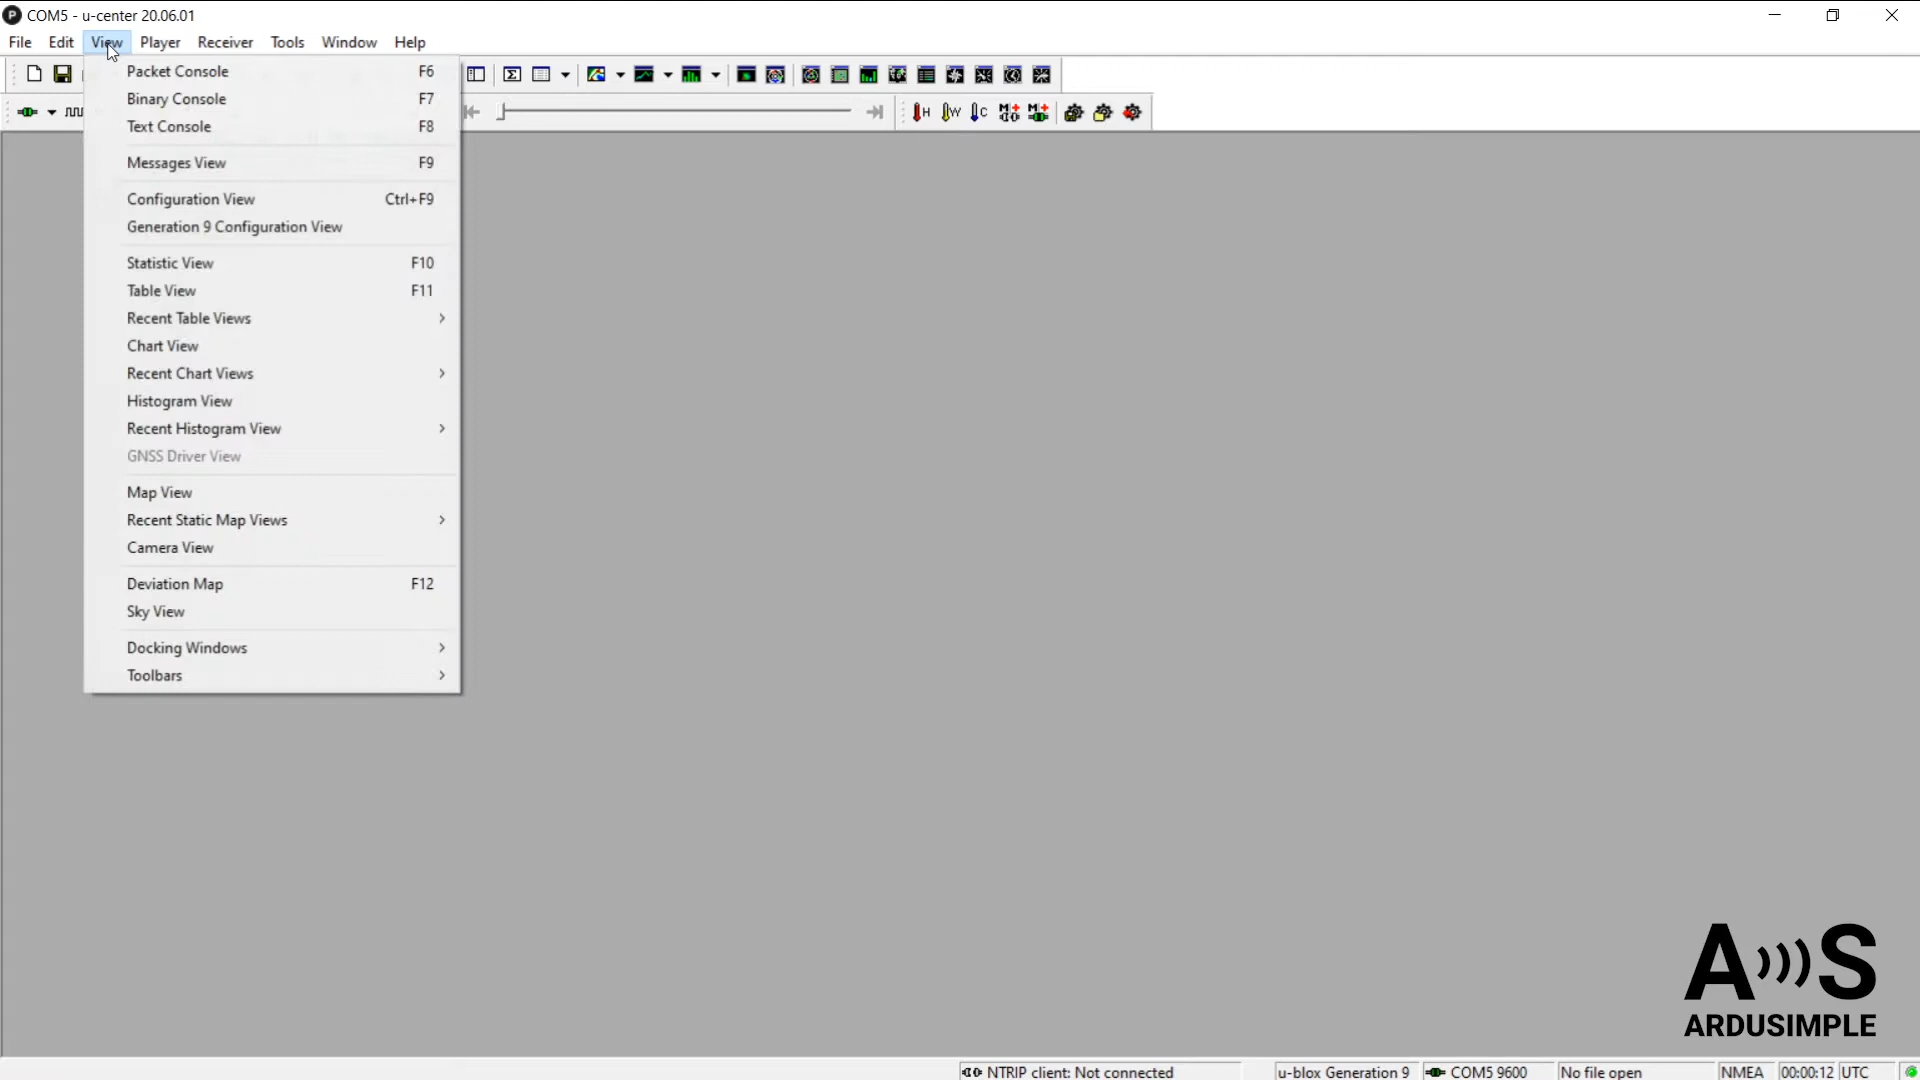 COM5 - u-center 20.06.01
File Edit View Player Receiver Tools Window Help
Packet Console F6
Binary Console F7
Text Console F8
Messages View F9
Configuration View Ctrl+F9
Generation 9 Configuration View
Statistic View F10
Table View F11
Recent Table Views
Chart View
Recent Chart Views
Histogram View
Recent Histogram View
GNSS Driver View
Map View
Recent Static Map Views
Camera View
Deviation Map F12
Sky View
Docking Windows
Toolbars
H W C
A S
ARDUSIMPLE
NTRIP client: Not connected u-blox Generation 9 COM5 9600 No file open NMEA 00:00:12 UTC